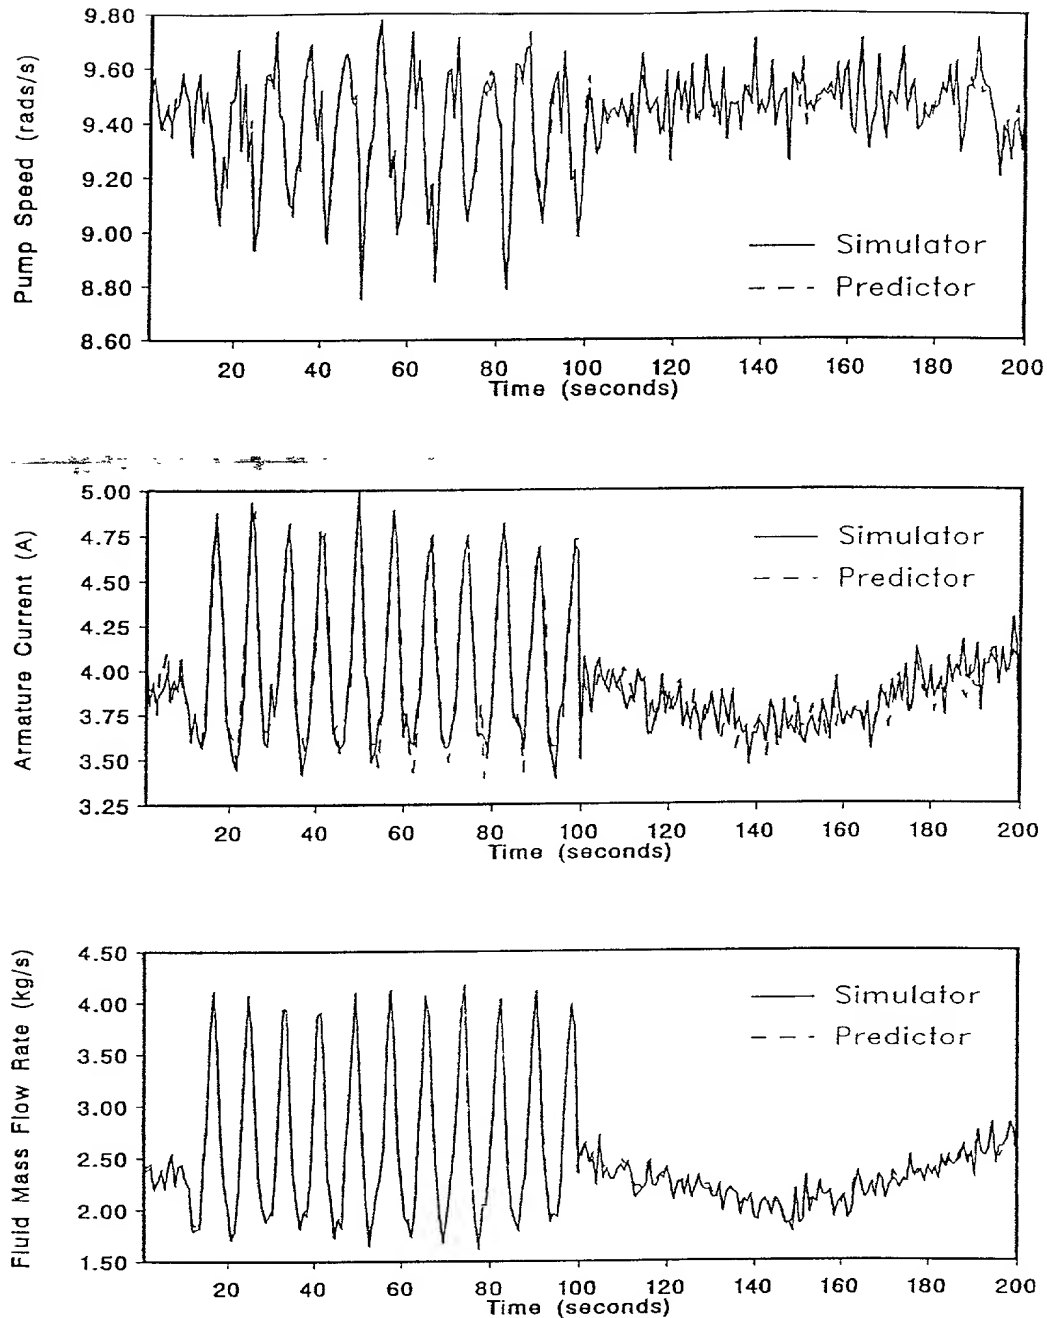 Pump Speed (rads/s)
9.80
9.60
9.40
9.20
9.00
8.80
8.60
Simulator
Predictor
20 40 60 80 100 120 140 160 180 200
Time (seconds)
Armature Current (A)
5.00
4.75
4.50
4.25
4.00
3.75
3.50
3.25
Simulator
Predictor
20 40 60 80 100 120 140 160 180 200
Time (seconds)
Fluid Mass Flow Rate (kg/s)
4.50
4.00
3.50
3.00
2.50
2.00
1.50
Simulator
Predictor
20 40 60 80 100 120 140 160 180 200
Time (seconds)